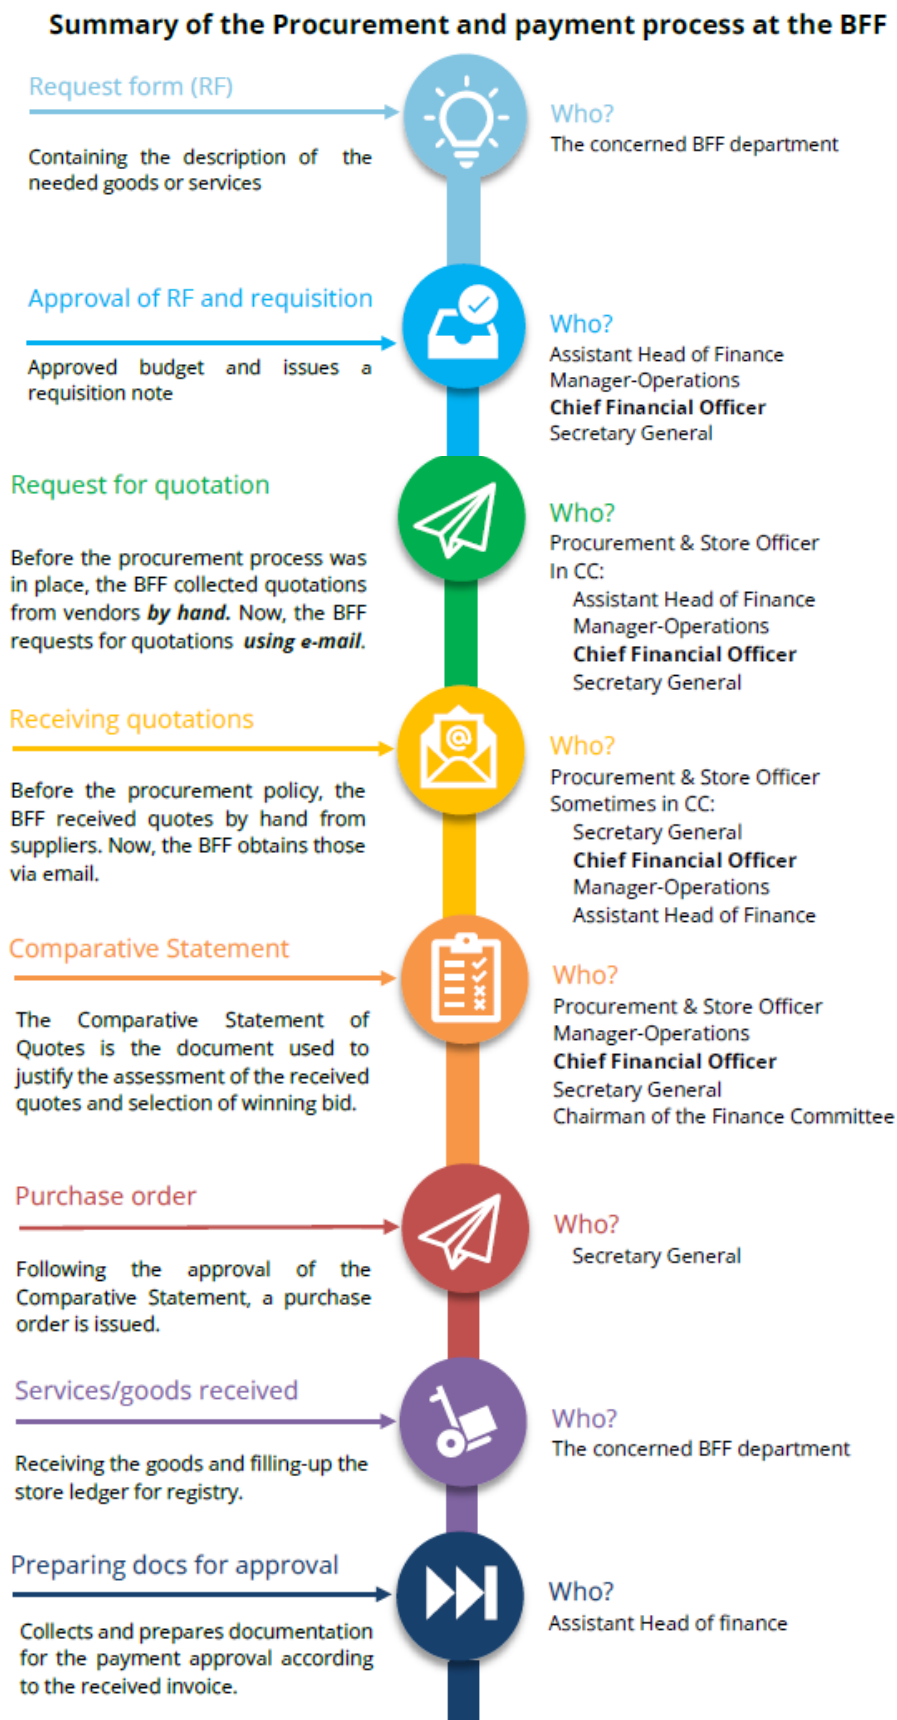 Summary of the Procurement and payment process at the BFF
Request form (RF)
Containing the description of the
needed goods or services
Who?
The concerned BFF department
Approval of RF and requisition
Approved budget and issues a
requisition note
Who?
Assistant Head of Finance
Manager-Operations
Chief Financial Officer
Secretary General
Request for quotation
Before the procurement process was
in place, the BFF collected quotations
from vendors by hand. Now, the BFF
requests for quotations using e-mail.
Who?
Procurement & Store Officer
In CC:
Assistant Head of Finance
Manager-Operations
Chief Financial Officer
Secretary General
Receiving quotations
Before the procurement policy, the
BFF received quotes by hand from
suppliers. Now, the BFF obtains those
via email.
@
Who?
Procurement & Store Officer
Sometimes in CC:
Secretary General
Chief Financial Officer
Manager-Operations
Assistant Head of Finance
Comparative Statement
The Comparative Statement of
Quotes is the document used to
justify the assessment of the received
quotes and selection of winning bid.
Who?
Procurement & Store Officer
Manager-Operations
Chief Financial Officer
Secretary General
Chairman of the Finance Committee
Purchase order
Following the approval of the
Comparative Statement, a purchase
order is issued.
Who?
Secretary General
Services/goods received
Receiving the goods and filling-up the
store ledger for registry.
Who?
The concerned BFF department
Preparing docs for approval
Collects and prepares documentation
for the payment approval according
to the received invoice.
Who?
Assistant Head of finance